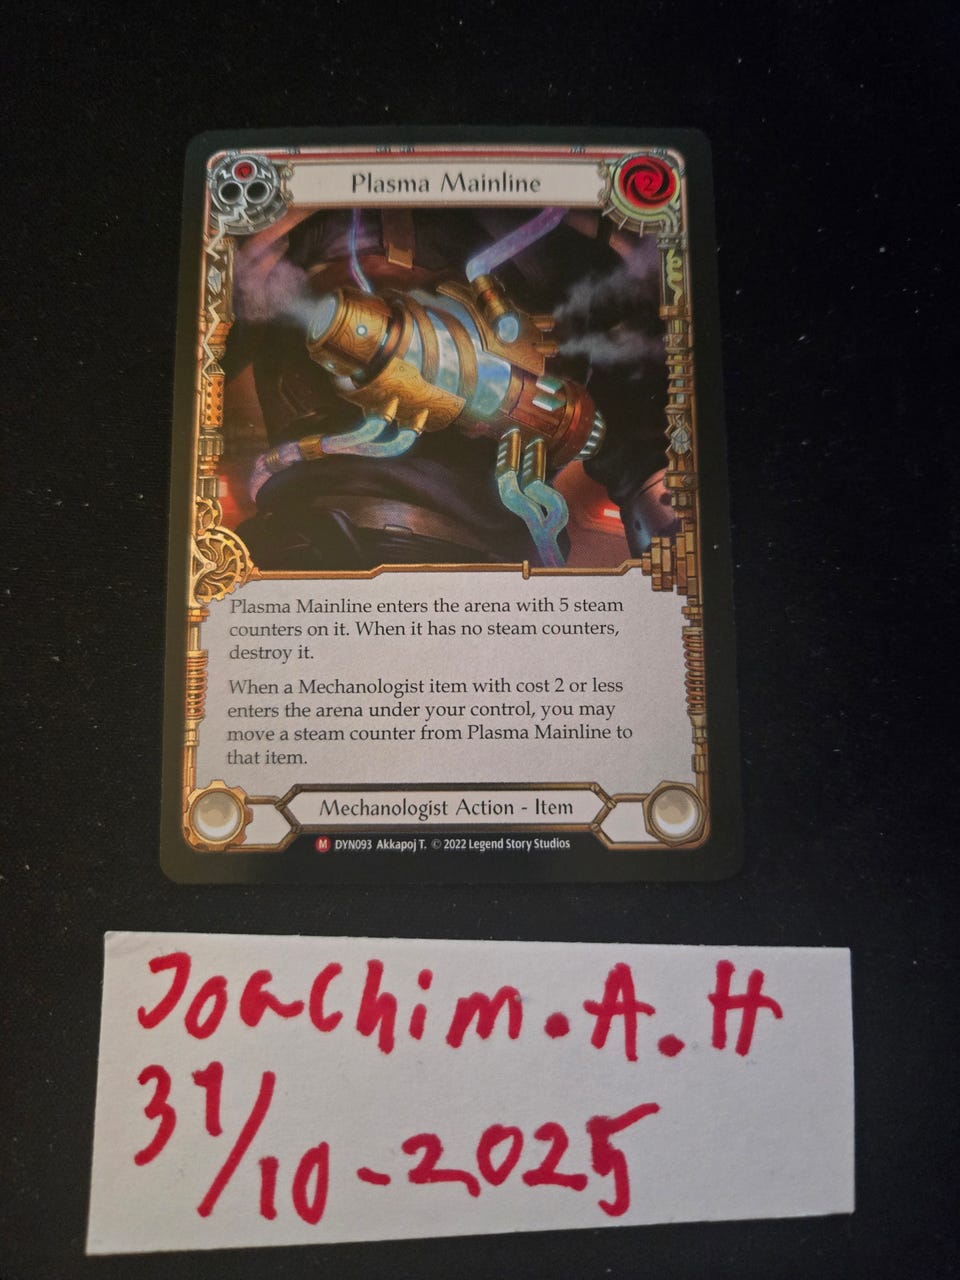 Plasma Mainline
2
Plasma Mainline enters the arena with 5 steam
counters on it. When it has no steam counters,
destroy it.
When a Mechanologist item with cost 2 or less
enters the arena under your control, you may
move a steam counter from Plasma Mainline to
that item.
Mechanologist Action - Item
M DYN093 Akkapoj T. © 2022 Legend Story Studios
Joachim.A.H
31/10-2025